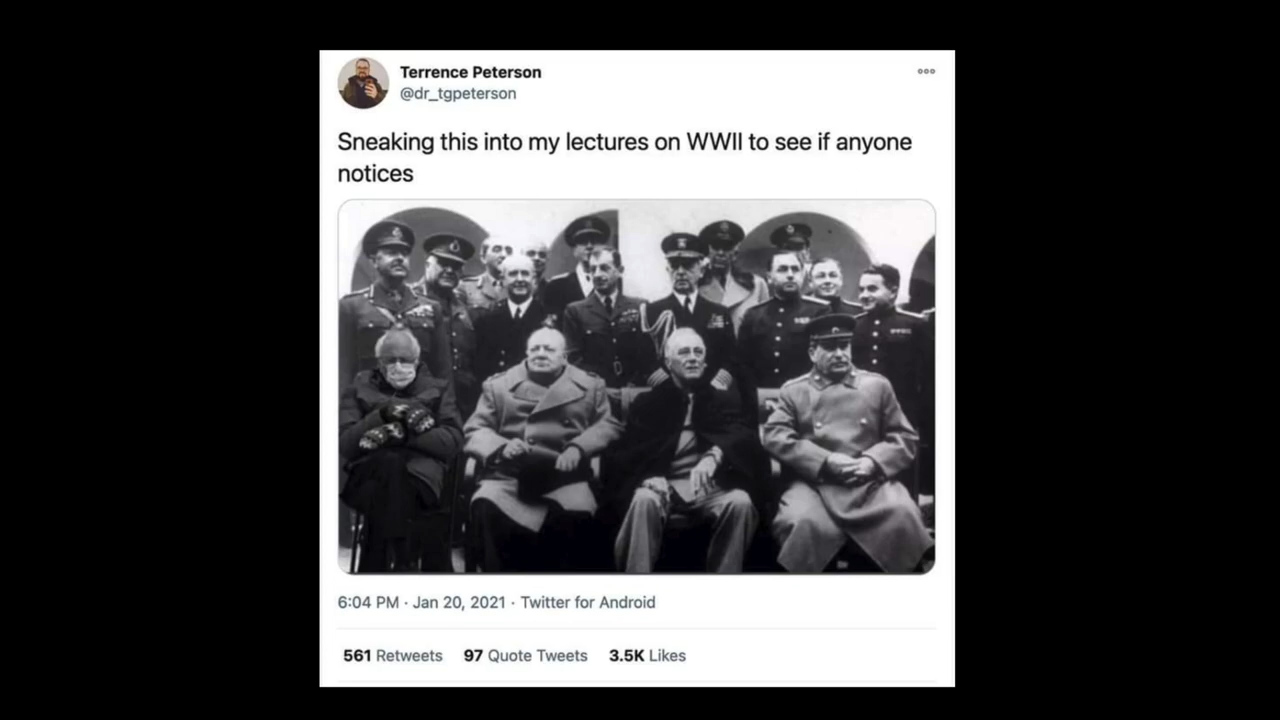 Terrence Peterson
@dr_tgpeterson
Sneaking this into my lectures on WWII to see if anyone
notices
6:04 PM · Jan 20, 2021 · Twitter for Android
561 Retweets 97 Quote Tweets 3.5K Likes